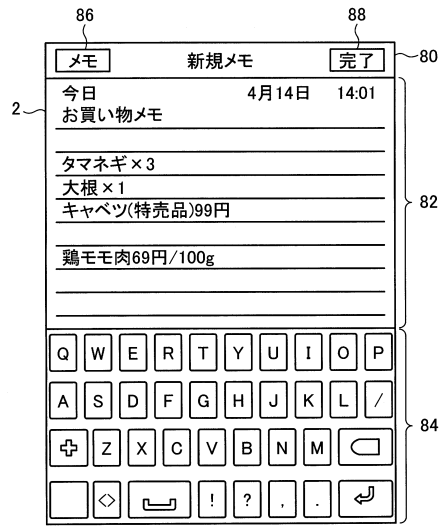 86
88
メモ
新規メモ
完了
80
今日 4月14日 14:01
2
お買い物メモ
タマネギ×3
大根×1
キャベツ(特売品)99円
82
鶏モモ肉69円/100g
Q W E R T Y U I O P
A S D F G H J K L /
84
Z X C V B N M
<> ! ? , .